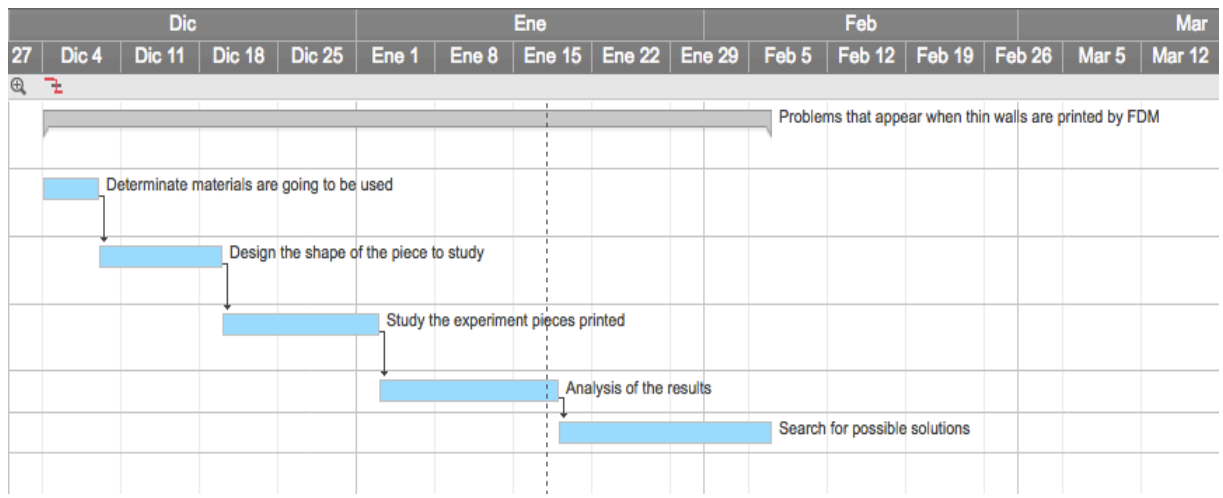 Dic Ene Feb Mar
27 Dic 4 Dic 11 Dic 18 Dic 25 Ene 1 Ene 8 Ene 15 Ene 22 Ene 29 Feb 5 Feb 12 Feb 19 Feb 26 Mar 5 Mar 12
Problems that appear when thin walls are printed by FDM
Determinate materials are going to be used
Design the shape of the piece to study
Study the experiment pieces printed
Analysis of the results
Search for possible solutions